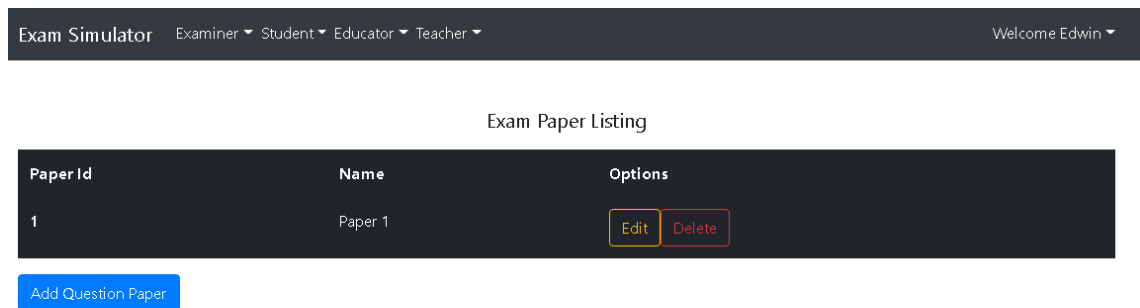 Exam Simulator Examiner Student Educator Teacher Welcome Edwin
Exam Paper Listing
Paper Id Name Options
1 Paper 1 Edit Delete
Add Question Paper